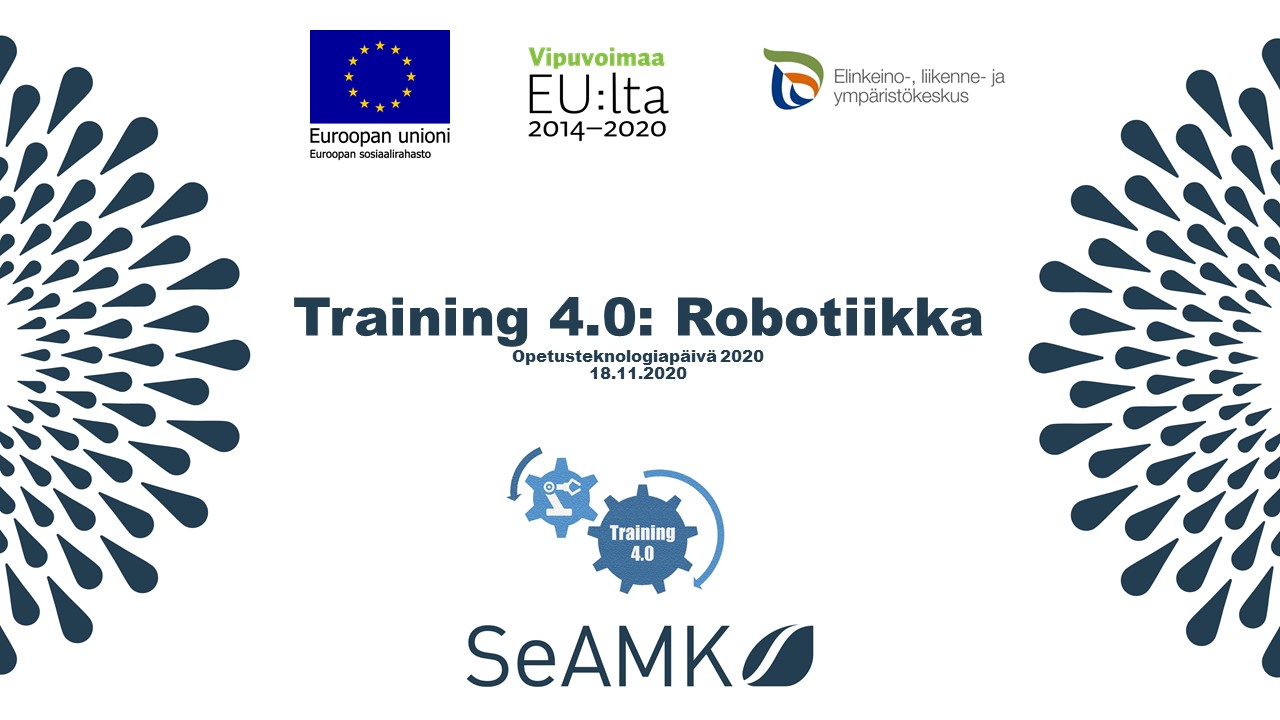 Euroopan unioni
Euroopan sosiaalirahasto
Vipuvoimaa
EU:lta
2014–2020
Elinkeino-, liikenne- ja
ympäristökeskus
Training 4.0: Robotiikka
Opetusteknologiapäivä 2020
18.11.2020
Training
4.0
SeAMK